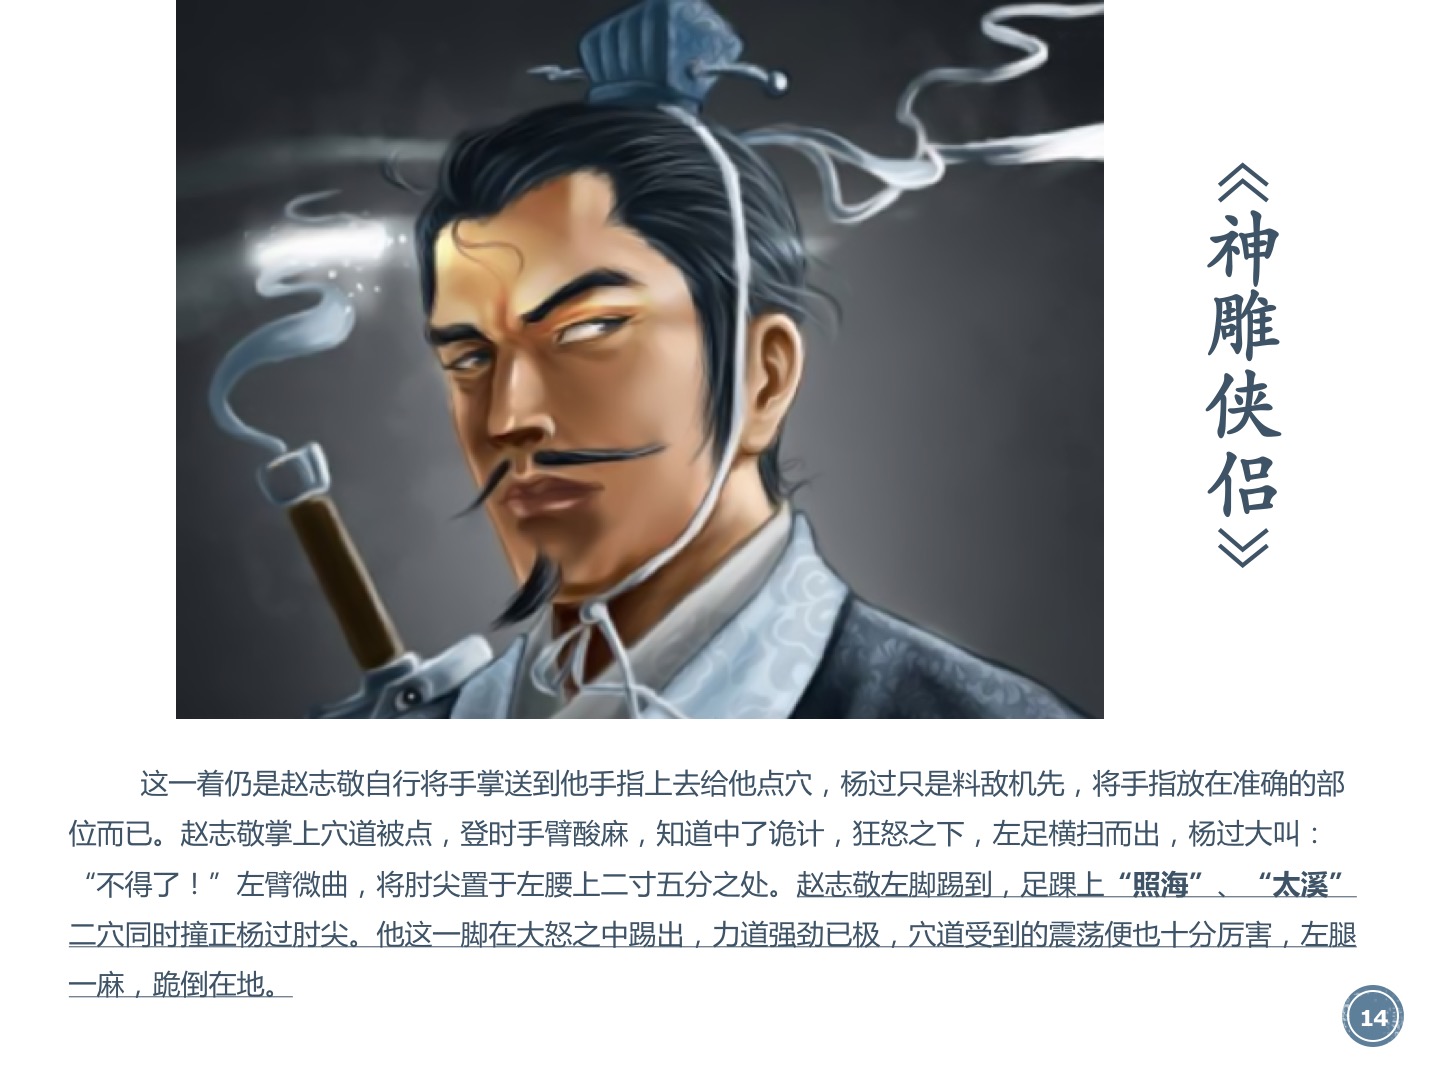 《神雕侠侣》
这一着仍是赵志敬自行将手掌送到他手指上去给他点穴，杨过只是料敌机先，将手指放在准确的部
位而已。赵志敬掌上穴道被点，登时手臂酸麻，知道中了诡计，狂怒之下，左足横扫而出，杨过大叫：
“不得了！”左臂微曲，将肘尖置于左腰上二寸五分之处。赵志敬左脚踢到，足踝上“照海”、“太溪”
二穴同时撞正杨过肘尖。他这一脚在大怒之中踢出，力道强劲已极，穴道受到的震荡便也十分厉害，左腿
一麻，跪倒在地。
14